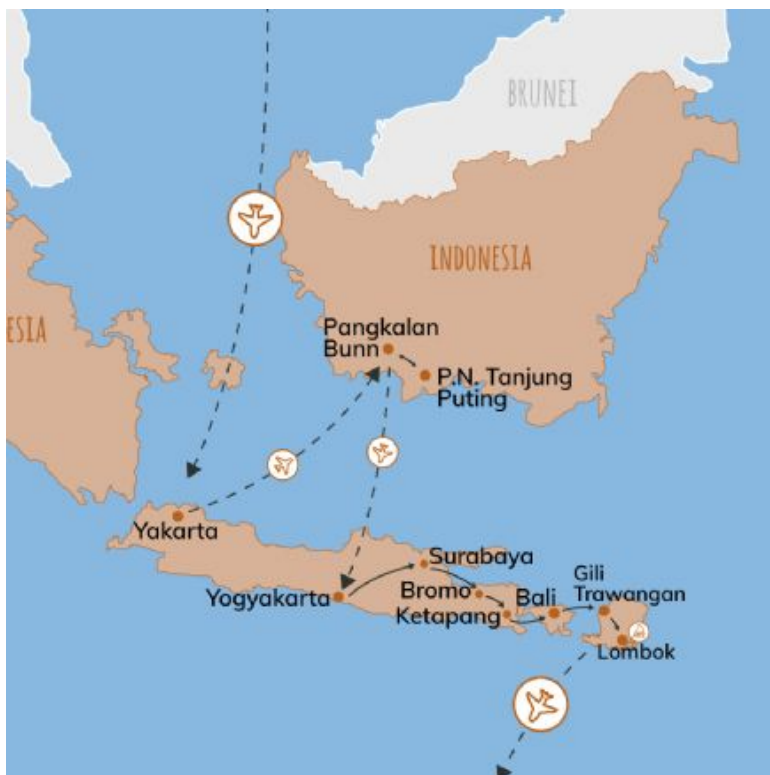 BRUNEI
INDONESIA
ESIA
Pangkalan
Bunn
P.N. Tanjung
Puting
Yakarta
Surabaya
Yogyakarta
Bromo
Ketapang
Bali
Gili
Trawangan
Lombok